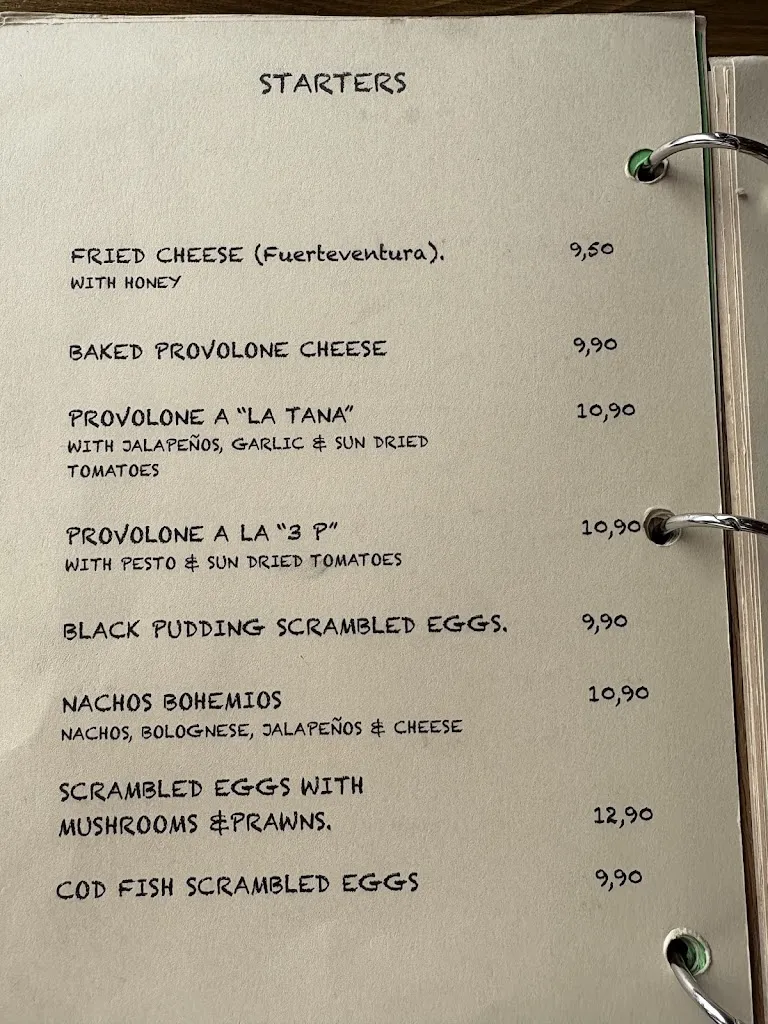 STARTERS
FRIED CHEESE (Fuerteventura). 9,50
WITH HONEY
BAKED PROVOLONE CHEESE 9,90
PROVOLONE A "LA TANA" 10,90
WITH JALAPEÑOS, GARLIC & SUN DRIED
TOMATOES
PROVOLONE A LA "3 P" 10,90
WITH PESTO & SUN DRIED TOMATOES
BLACK PUDDING SCRAMBLED EGGS. 9,90
NACHOS BOHEMIOS 10,90
NACHOS, BOLOGNESE, JALAPEÑOS & CHEESE
SCRAMBLED EGGS WITH
MUSHROOMS &PRAWNS. 12,90
COD FISH SCRAMBLED EGGS 9,90